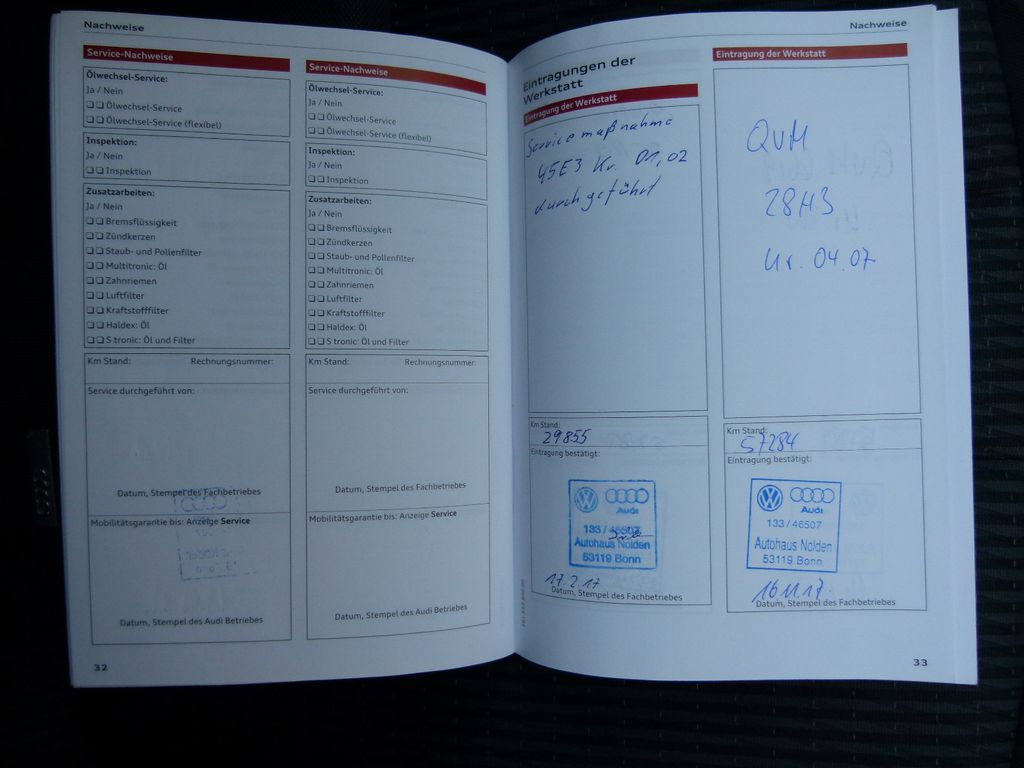 Nachweise
Service-Nachweise
Ölwechsel-Service:
Ja / Nein
❑ ❑ Ölwechsel-Service
❑ ❑ Ölwechsel-Service (flexibel)
Inspektion:
Ja / Nein
❑ ❑ Inspektion
Zusatzarbeiten:
Ja / Nein
❑ ❑ Bremsflüssigkeit
❑ ❑ Zündkerzen
❑ ❑ Staub- und Pollenfilter
❑ ❑ Multitronic: Öl
❑ ❑ Zahnriemen
❑ ❑ Luftfilter
❑ ❑ Kraftstofffilter
❑ ❑ Haldex: Öl
❑ ❑ S tronic: Öl und Filter
Km Stand: Rechnungsnummer:
Service durchgeführt von:
Datum, Stempel des Fachbetriebes
Mobilitätsgarantie bis: Anzeige Service
Datum, Stempel des Audi Betriebes
32
Service-Nachweise
Ölwechsel-Service:
Ja / Nein
❑ ❑ Ölwechsel-Service
❑ ❑ Ölwechsel-Service (flexibel)
Inspektion:
Ja / Nein
❑ ❑ Inspektion
Zusatzarbeiten:
Ja / Nein
❑ ❑ Bremsflüssigkeit
❑ ❑ Zündkerzen
❑ ❑ Staub- und Pollenfilter
❑ ❑ Multitronic: Öl
❑ ❑ Zahnriemen
❑ ❑ Luftfilter
❑ ❑ Kraftstofffilter
❑ ❑ Haldex: Öl
❑ ❑ S tronic: Öl und Filter
Km Stand: Rechnungsnummer:
Service durchgeführt von:
Datum, Stempel des Fachbetriebes
Mobilitätsgarantie bis: Anzeige Service
Datum, Stempel des Audi Betriebes
Nachweise
Eintragungen der
Werkstatt
Eintragung der Werkstatt
Servicemaßnahme
45E3 Kr. 01,02
durchgeführt
Km Stand:
29855
Eintragung bestätigt:
Audi
133 / 46S07
Autohaus Nolden
53119 Bonn
17.2.17
Datum, Stempel des Fachbetriebes
Eintragung der Werkstatt
QVM
28H3
Kr. 04.07
Km Stand:
57284
Eintragung bestätigt:
Audi
133 / 46S07
Autohaus Nolden
53119 Bonn
16.11.17.
Datum, Stempel des Fachbetriebes
33